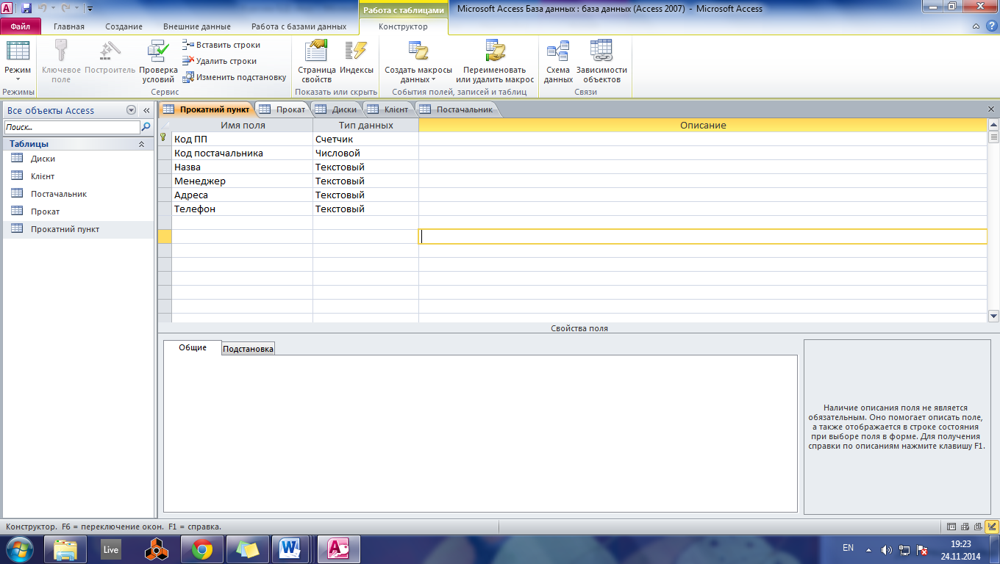 Работа с таблицами
Microsoft Access База данных : база данных (Access 2007) - Microsoft Access
Файл
Главная
Создание
Внешние данные
Работа с базами данных
Конструктор
Режим
Ключевое
поле
Построитель
Проверка
условий
Вставить строки
Удалить строки
Изменить подстановку
Страница
свойств
Индексы
Создать макросы
данных
Переименовать
или удалить макрос
Схема
данных
Зависимости
объектов
Режимы
Сервис
Показать или скрыть
События полей, записей и таблиц
Связи
Все объекты Access
Поиск...
Таблицы
Диски
Клієнт
Постачальник
Прокат
Прокатний пункт
Прокатний пункт
Прокат
Диски
Клієнт
Постачальник
Имя поля
Тип данных
Описание
Код ПП
Счетчик
Код постачальника
Числовой
Назва
Текстовый
Менеджер
Текстовый
Адреса
Текстовый
Телефон
Текстовый
Свойства поля
Общие
Подстановка
Наличие описания поля не является
обязательным. Оно помогает описать поле,
а также отображается в строке состояния
при выборе поля в форме. Для получения
справки по описаниям нажмите клавишу F1.
Конструктор. F6 = переключение окон. F1 = справка.
Live
EN
19:23
24.11.2014